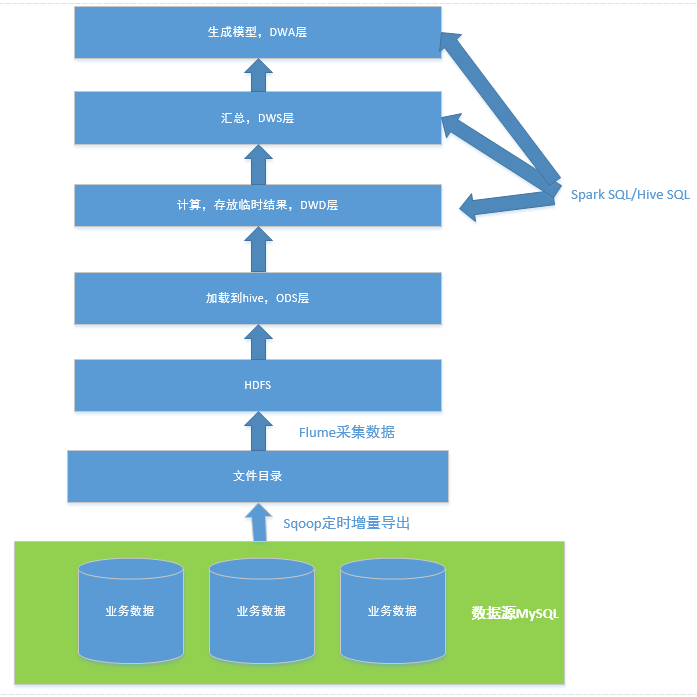 生成模型，DWA层
汇总，DWS层
计算，存放临时结果，DWD层
Spark SQL/Hive SQL
加载到hive，ODS层
HDFS
Flume采集数据
文件目录
Sqoop定时增量导出
业务数据
业务数据
业务数据
数据源MySQL